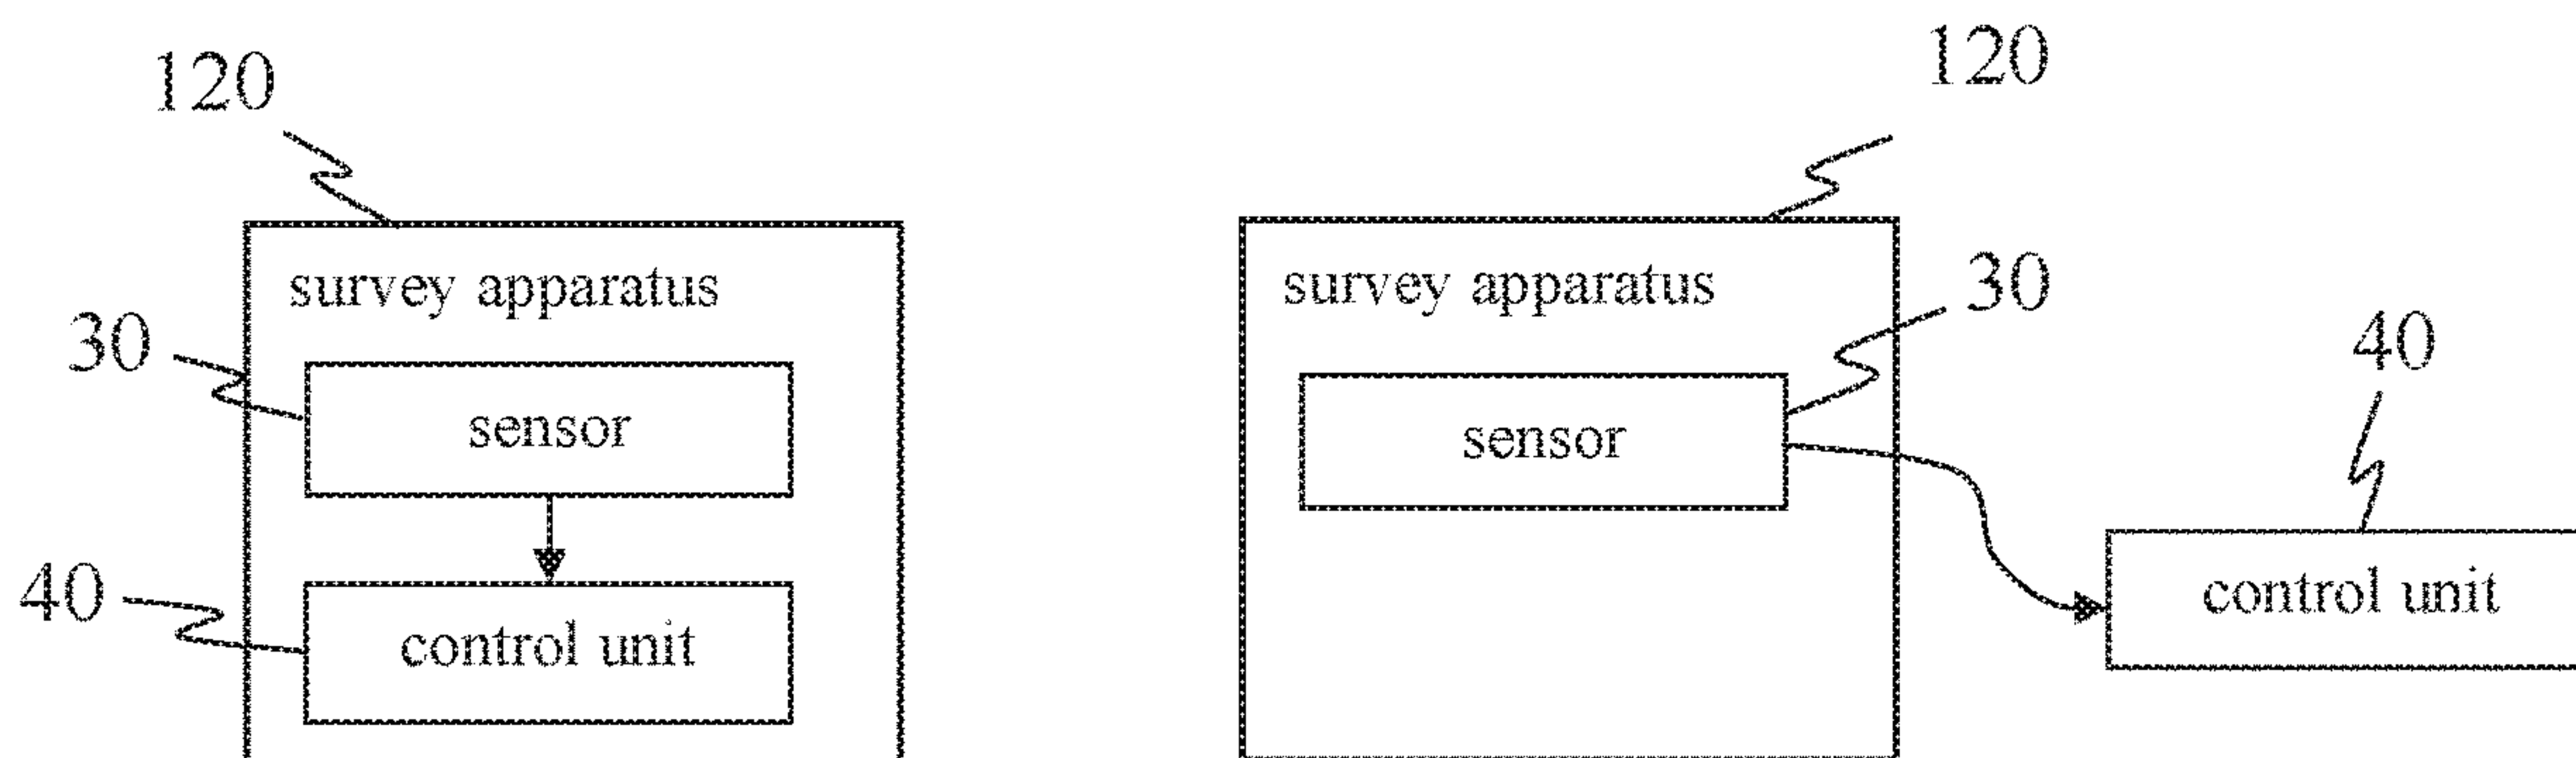 120
survey apparatus
30
sensor
40
control unit
120
survey apparatus
30
sensor
40
control unit